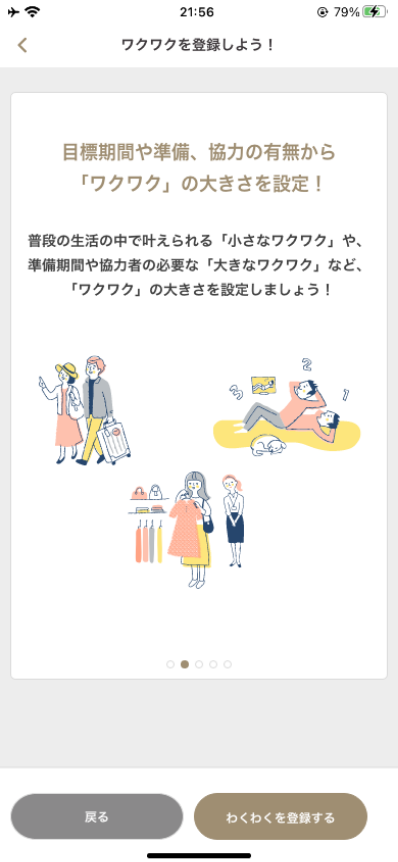 21:56
79%
ワクワクを登録しよう！
目標期間や準備、協力の有無から
「ワクワク」の大きさを設定！
普段の生活の中で叶えられる「小さなワクワク」や、
準備期間や協力者の必要な「大きなワクワク」など、
「ワクワク」の大きさを設定しましょう！
3
2
1
戻る
わくわくを登録する